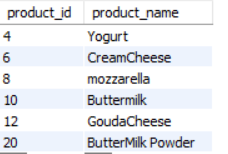 product_id product_name
4 Yogurt
6 CreamCheese
8 mozzarella
10 Buttermilk
12 GoudaCheese
20 ButterMilk Powder